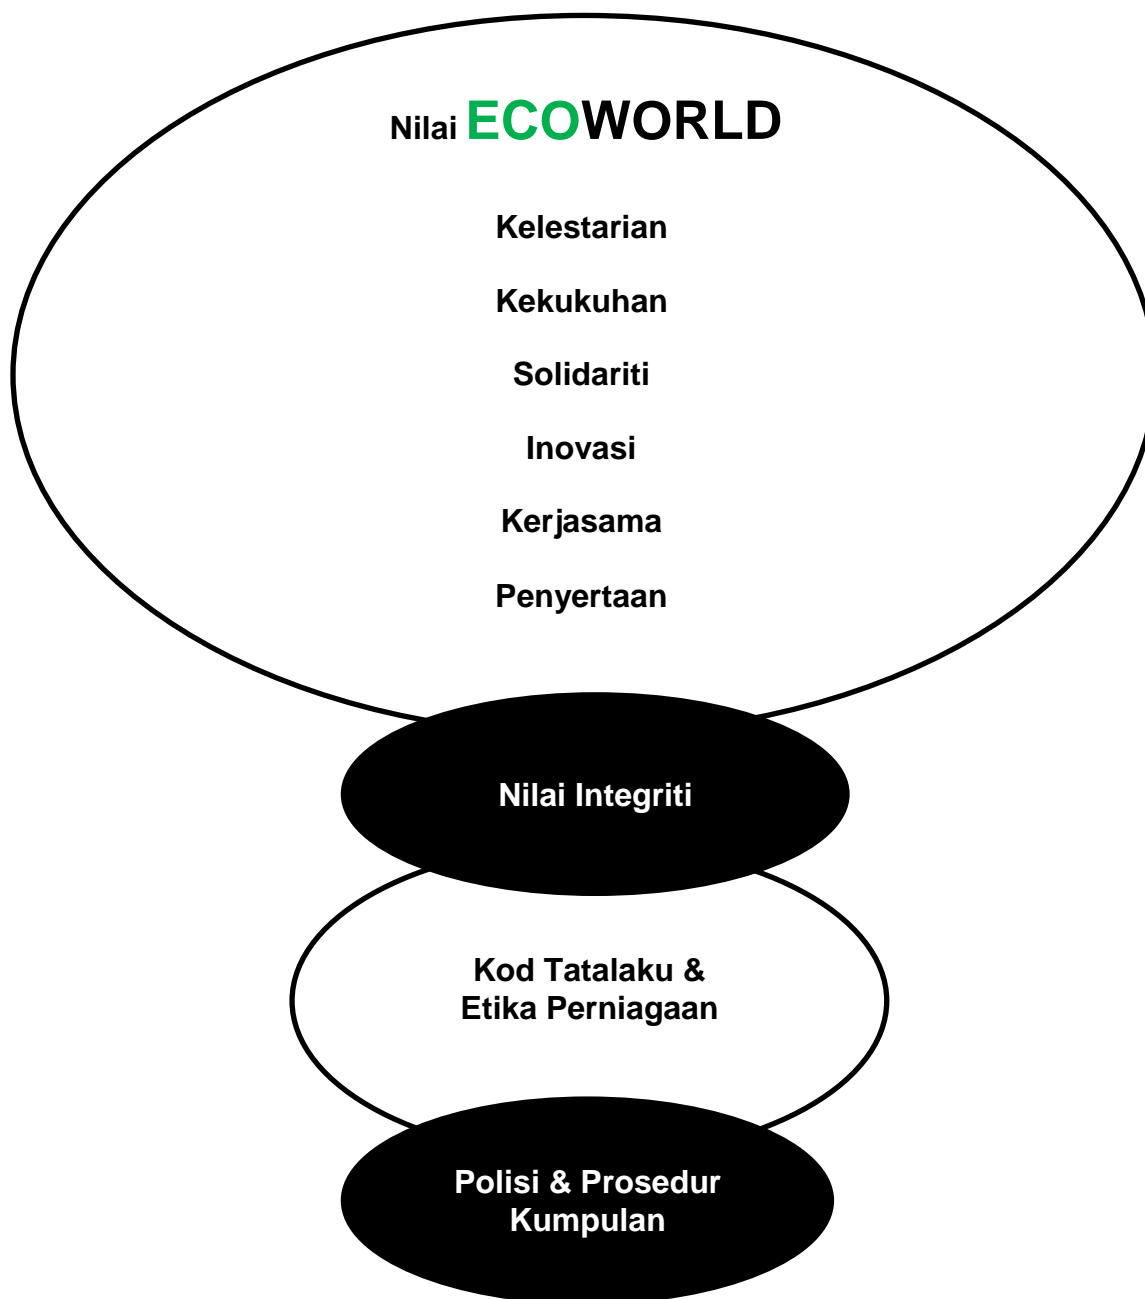 Nilai ECOWORLD
Kelestarian
Kekukuhan
Solidariti
Inovasi
Kerjasama
Penyertaan
Nilai Integriti
Kod Tatalaku &
Etika Perniagaan
Polisi & Prosedur
Kumpulan